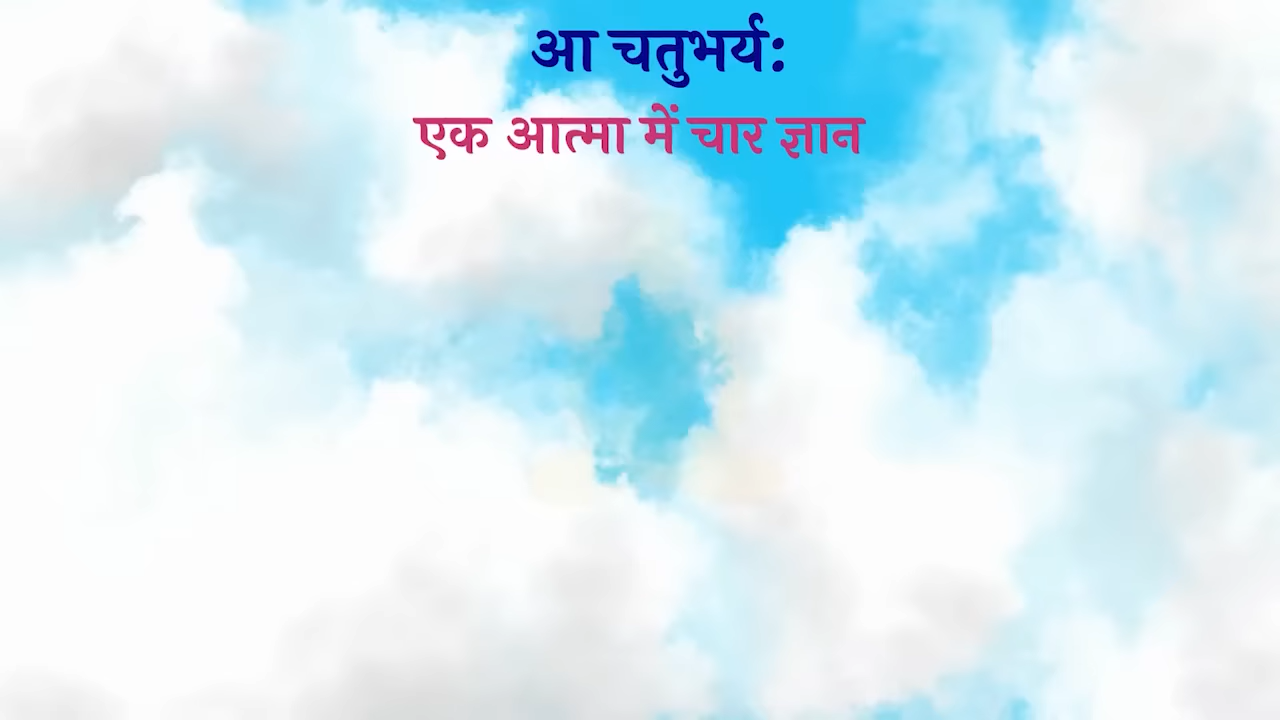 आ चतुभर्य:
एक आत्मा में चार ज्ञान